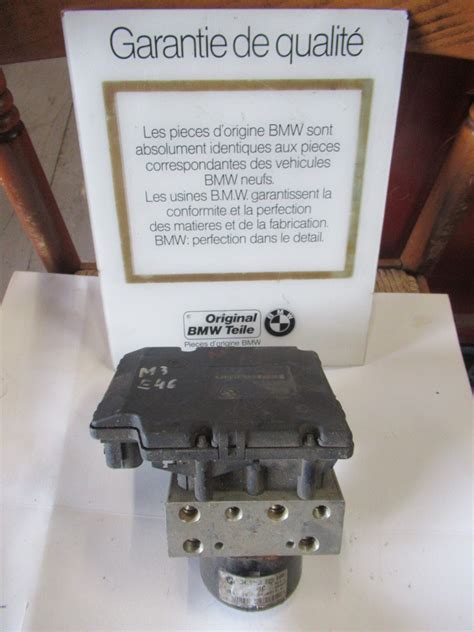 Garantie de qualité
Les pieces d'origine BMW sont
absolument identiques aux pieces
correspondantes des vehicules
BMW neufs.
Les usines B.M.W. garantissent la
conformite et la perfection
des matieres et de la fabrication.
BMW: perfection dans le detail.
Original
BMW Teile
Pieces d'origine BMW
M3
E46